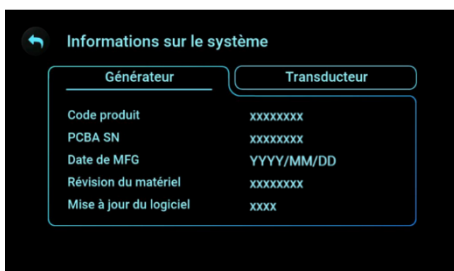 Informations sur le système
Générateur Transducteur
Code produit xxxxxxxx
PCBA SN xxxxxxxx
Date de MFG YYYY/MM/DD
Révision du matériel xxxxxxxx
Mise à jour du logiciel xxxx